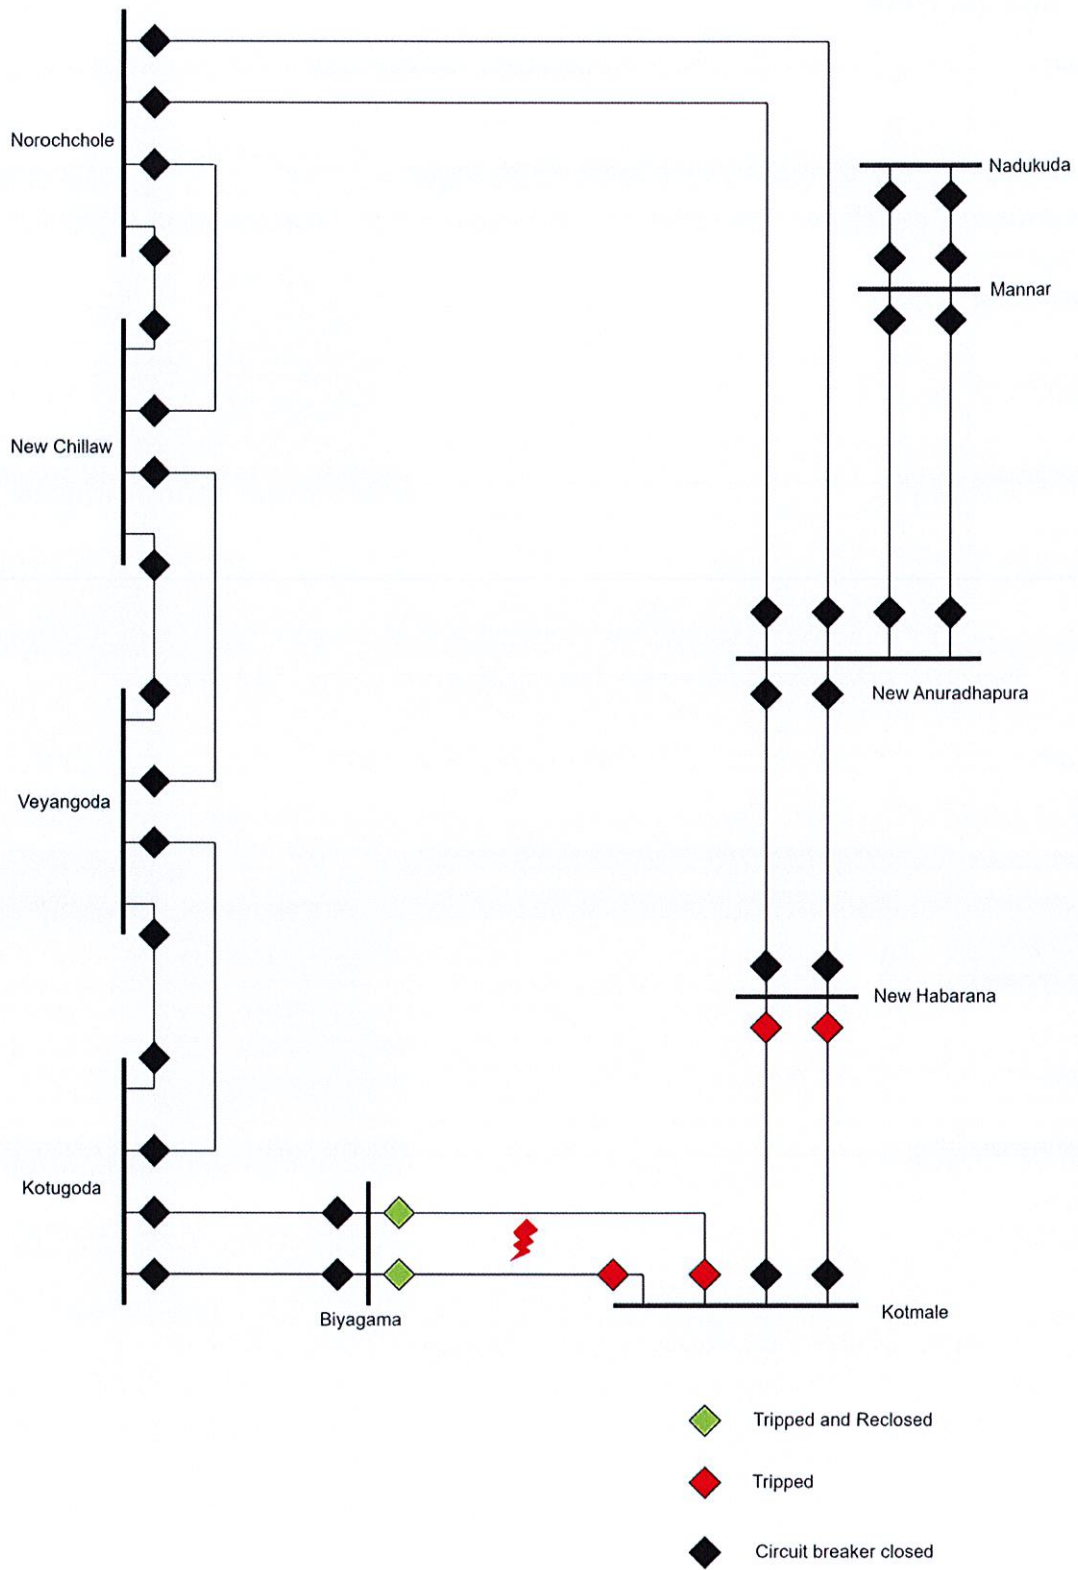 Norochchole
Nadukuda
Mannar
New Chillaw
New Anuradhapura
Veyangoda
New Habarana
Kotugoda
Biyagama
Kotmale
Tripped and Reclosed
Tripped
Circuit breaker closed